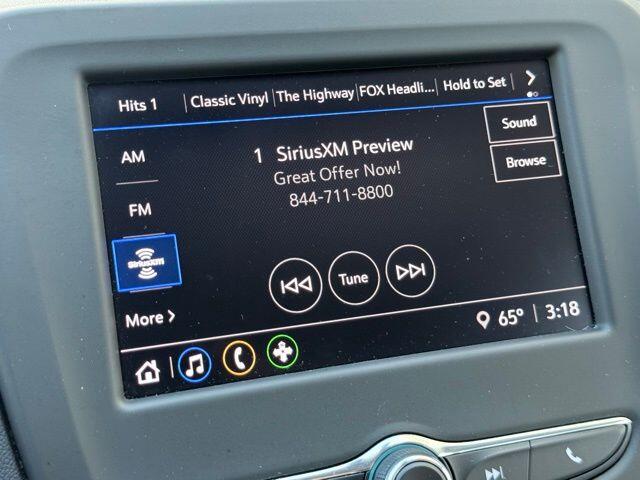 Hits 1 Classic Vinyl The Highway FOX Headli... Hold to Set
AM
1 SiriusXM Preview
Sound
Great Offer Now!
Browse
844-711-8800
FM
SiriusXM
Tune
More
65° 3:18